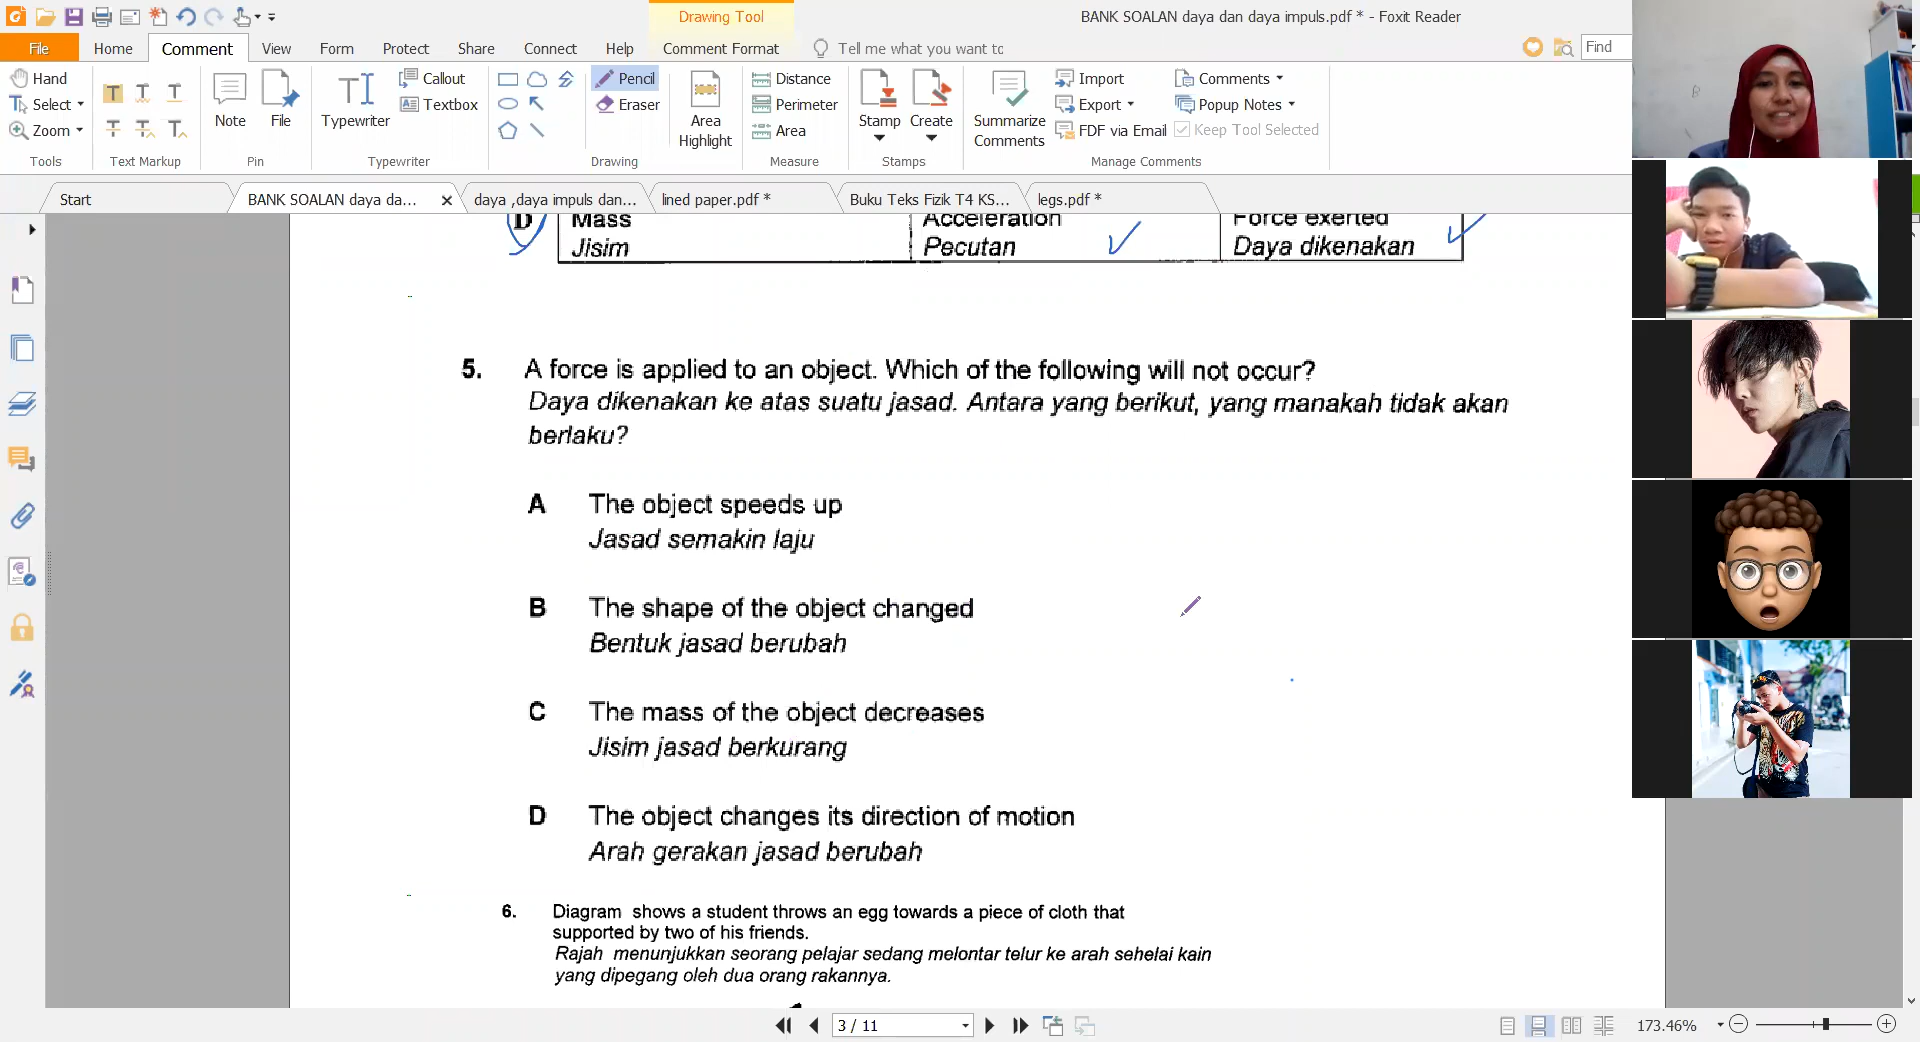 Drawing Tool
BANK SOALAN daya dan daya impuls.pdf * - Foxit Reader
File Home Comment View Form Protect Share Connect Help Comment Format Tell me what you want to Find
Hand
Select
Zoom
Tools
Text Markup
Note
File
Pin
Typewriter
Callout
Textbox
Typewriter
Pencil
Eraser
Drawing
Area
Highlight
Distance
Perimeter
Area
Measure
Stamp
Create
Stamps
Summarize
Comments
Import
Export
FDF via Email
Comments
Popup Notes
Keep Tool Selected
Manage Comments
Start BANK SOALAN daya da... daya ,daya impuls dan... lined paper.pdf * Buku Teks Fizik T4 KS... legs.pdf *
D Mass Acceleration Force exerted
Jisim Pecutan Daya dikenakan
5. A force is applied to an object. Which of the following will not occur?
Daya dikenakan ke atas suatu jasad. Antara yang berikut, yang manakah tidak akan
berlaku?
A The object speeds up
Jasad semakin laju
B The shape of the object changed
Bentuk jasad berubah
C The mass of the object decreases
Jisim jasad berkurang
D The object changes its direction of motion
Arah gerakan jasad berubah
6. Diagram shows a student throws an egg towards a piece of cloth that
supported by two of his friends.
Rajah menunjukkan seorang pelajar sedang melontar telur ke arah sehelai kain
yang dipegang oleh dua orang rakannya.
3 / 11
173.46%